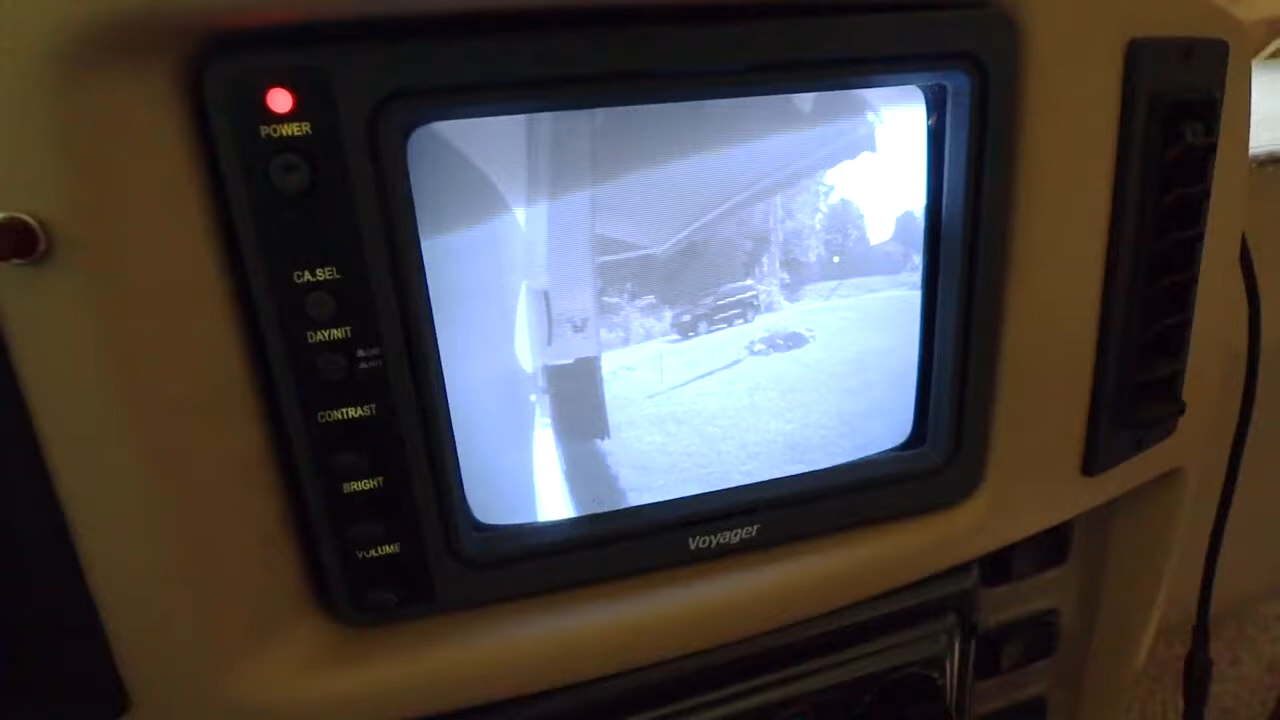 POWER
CA.SEL
DAY/NIT
CONTRAST
BRIGHT
VOLUME
Voyager